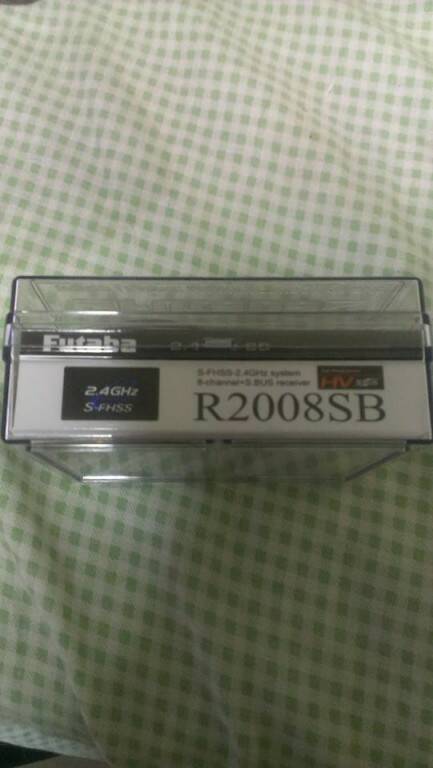 Futaba
2.4GHz
S-FHSS
S-FHSS-2.4GHz system
8-channel+S.BUS receiver
HV
R2008SB